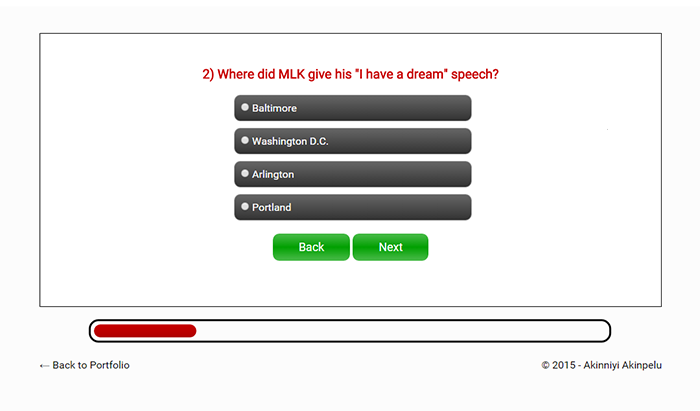 2) Where did MLK give his "I have a dream" speech?
Baltimore
Washington D.C.
Arlington
Portland
Back Next
← Back to Portfolio © 2015 - Akinniyi Akinpelu